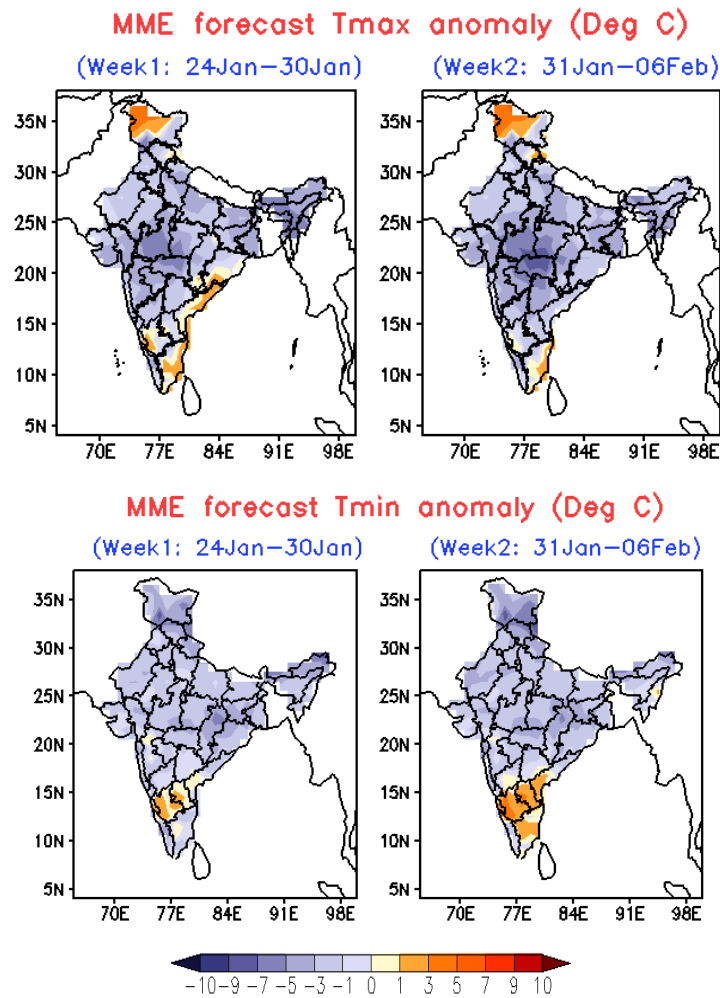 MME forecast Tmax anomaly (Deg C)
(Week1: 24Jan−30Jan) (Week2: 31Jan−06Feb)
35N 35N
30N 30N
25N 25N
20N 20N
15N 15N
10N 10N
5N 5N
70E 77E 84E 91E 98E 70E 77E 84E 91E 98E
MME forecast Tmin anomaly (Deg C)
(Week1: 24Jan−30Jan) (Week2: 31Jan−06Feb)
35N 35N
30N 30N
25N 25N
20N 20N
15N 15N
10N 10N
5N 5N
70E 77E 84E 91E 98E 70E 77E 84E 91E 98E
−10 −9 −7 −5 −3 −1 0 1 3 5 7 9 10